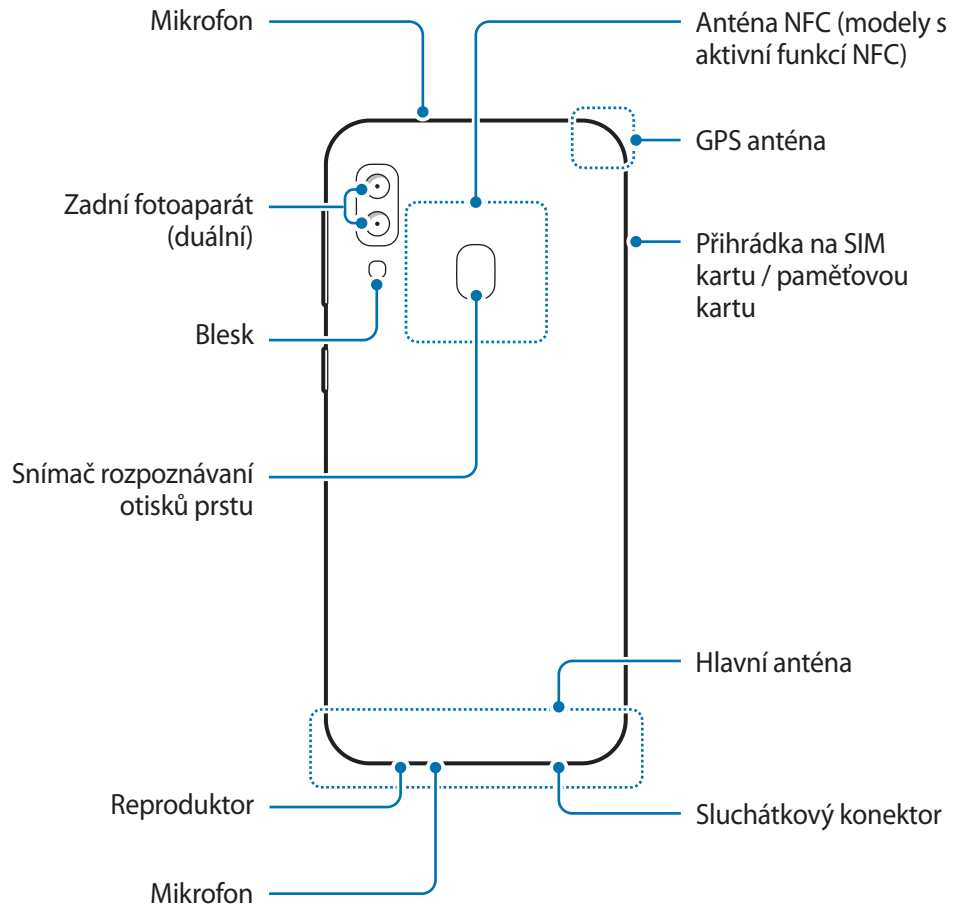 Mikrofon
Anténa NFC (modely s
aktivní funkcí NFC)
GPS anténa
Zadní fotoaparát
(duální)
Přihrádka na SIM
kartu / paměťovou
kartu
Blesk
Snímač rozpoznávaní
otisků prstu
Hlavní anténa
Reproduktor
Sluchátkový konektor
Mikrofon